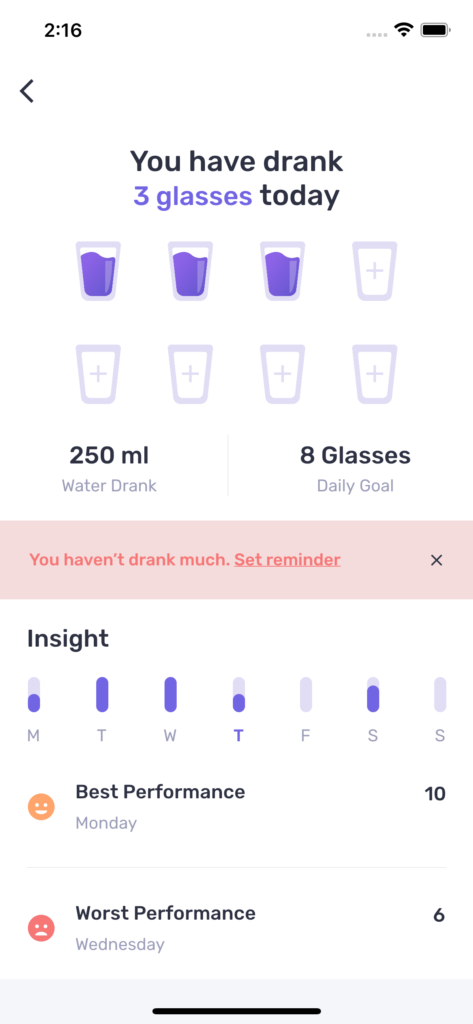 2:16
You have drank
3 glasses today
250 ml
Water Drank
8 Glasses
Daily Goal
You haven’t drank much. Set reminder
Insight
M T W T F S S
Best Performance
10
Monday
Worst Performance
6
Wednesday